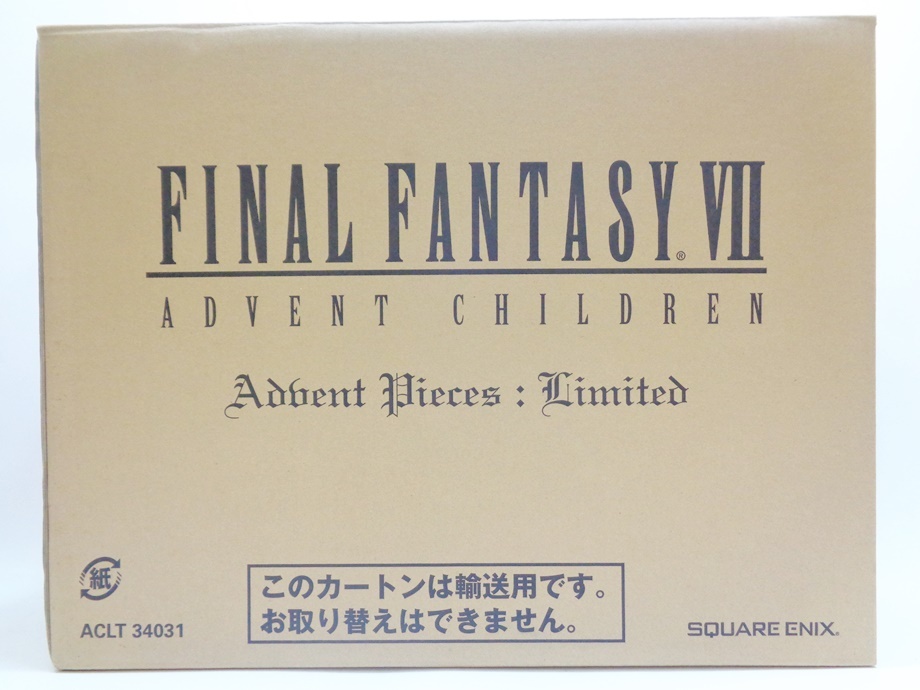 FINAL FANTASY® VII
ADVENT CHILDREN
Advent Pieces : Limited
紙
このカートンは輸送用です。
お取り替えはできません。
ACLT 34031
SQUARE ENIX®